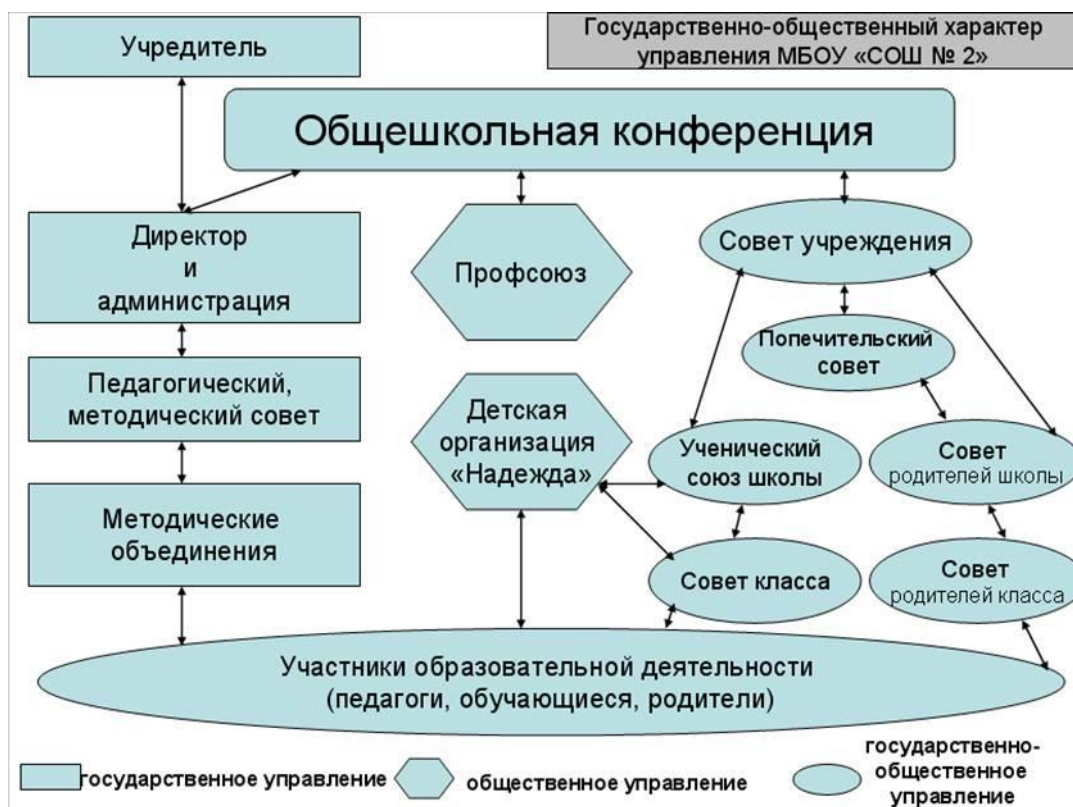 Учредитель
Государственно-общественный характер
управления МБОУ «СОШ № 2»
Общешкольная конференция
Директор
и
администрация
Профсоюз
Совет учреждения
Попечительский
совет
Педагогический,
методический совет
Детская
организация
«Надежда»
Ученический
союз школы
Совет
родителей школы
Методические
объединения
Совет класса
Совет
родителей класса
Участники образовательной деятельности
(педагоги, обучающиеся, родители)
государственное управление
общественное управление
государственно-
общественное
управление